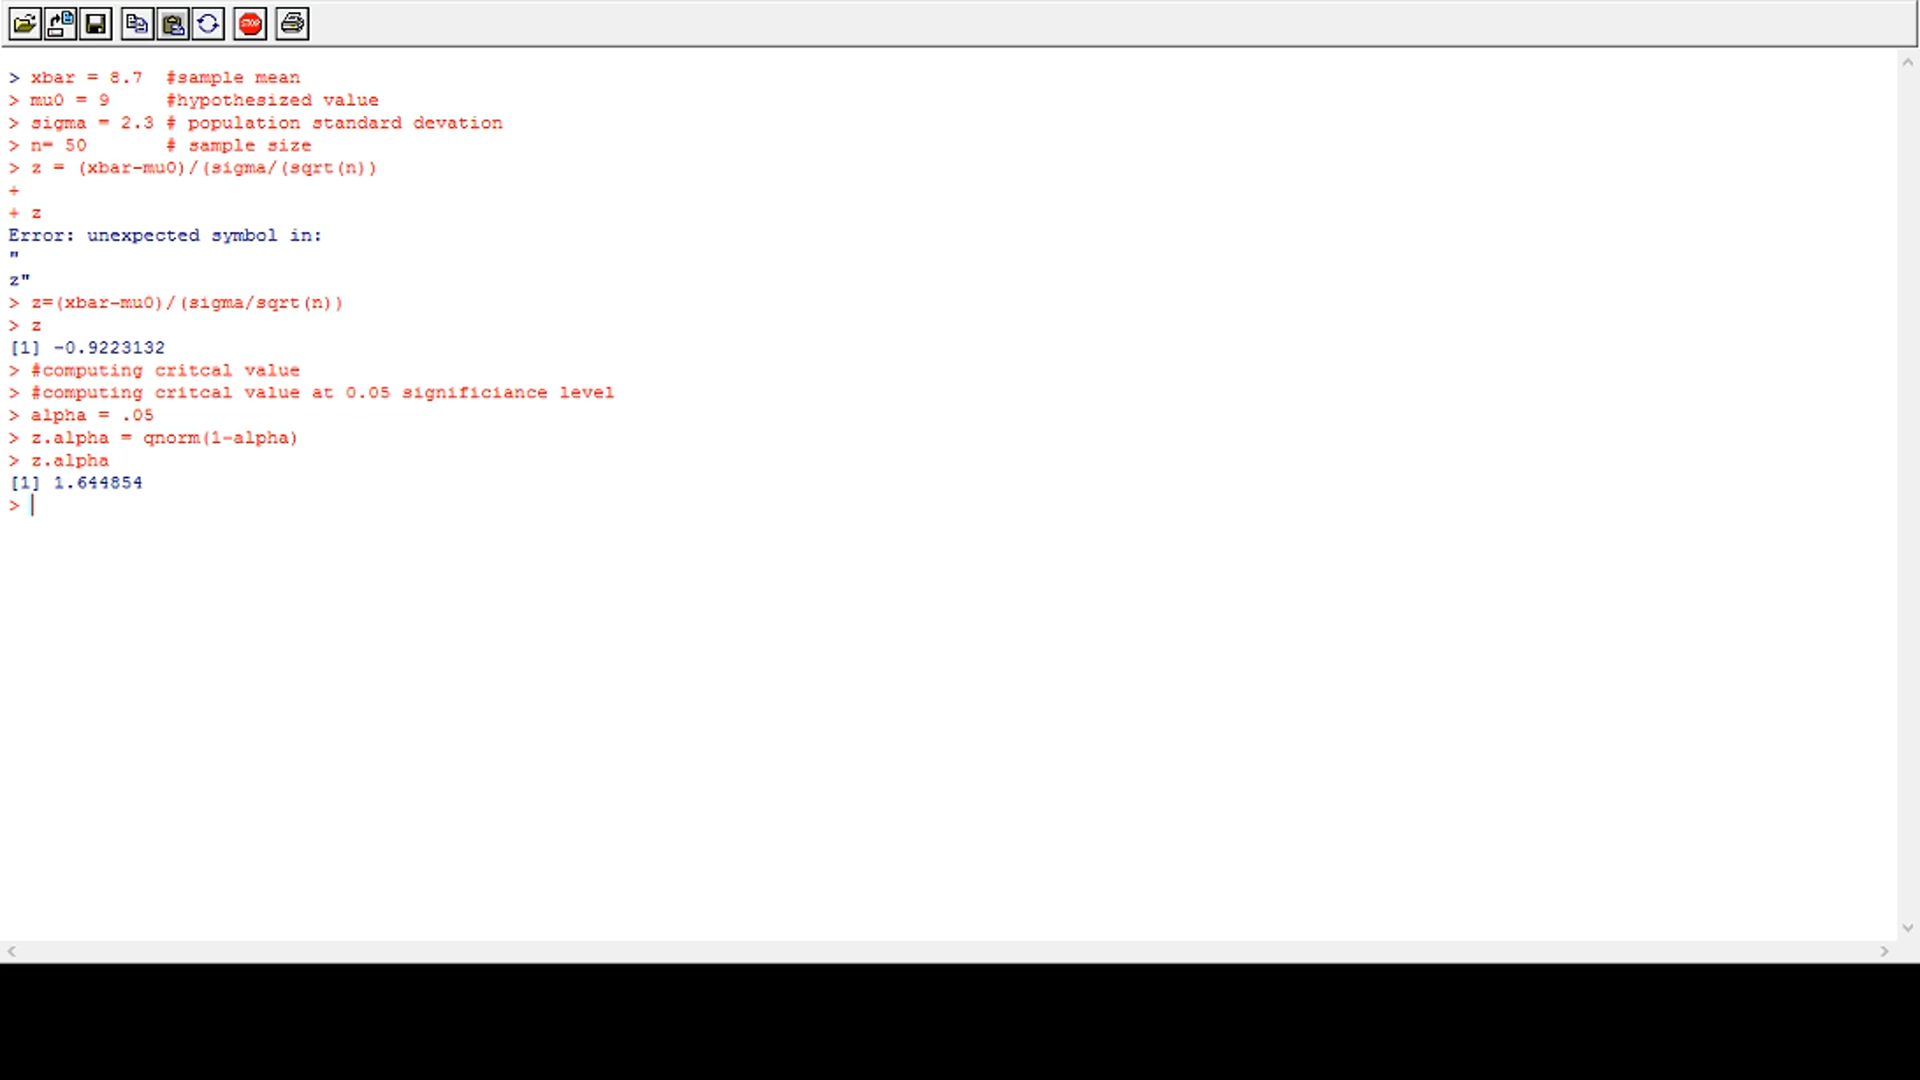 STOP
> xbar = 8.7  #sample mean
> mu0 = 9     #hypothesized value
> sigma = 2.3 # population standard devation
> n= 50       # sample size
> z = (xbar-mu0)/(sigma/(sqrt(n))
+
+ z
Error: unexpected symbol in:
"
z"
> z=(xbar-mu0)/(sigma/sqrt(n))
> z
[1] -0.9223132
> #computing critcal value
> #computing critcal value at 0.05 significiance level
> alpha = .05
> z.alpha = qnorm(1-alpha)
> z.alpha
[1] 1.644854
>